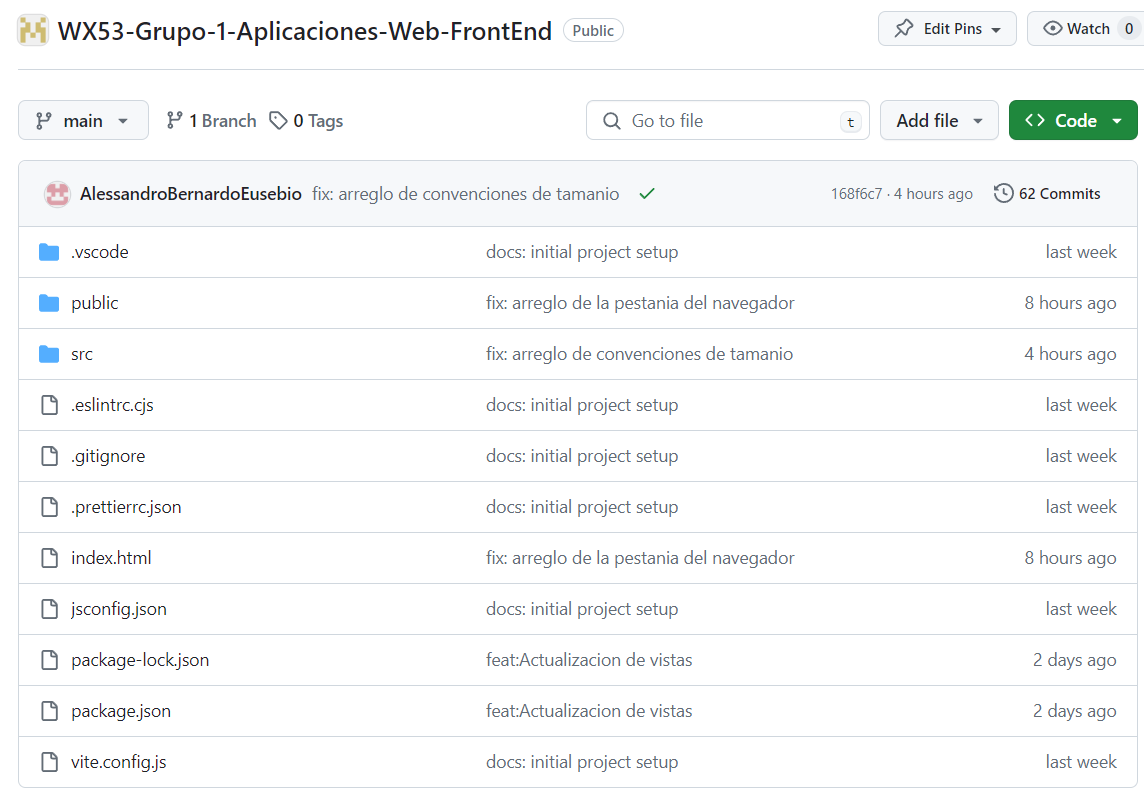 WX53-Grupo-1-Aplicaciones-Web-FrontEnd Public Edit Pins Watch 0
main 1 Branch 0 Tags Go to file t Add file Code
AlessandroBernardoEusebio fix: arreglo de convenciones de tamanio 168f6c7 · 4 hours ago 62 Commits
.vscode docs: initial project setup last week
public fix: arreglo de la pestania del navegador 8 hours ago
src fix: arreglo de convenciones de tamanio 4 hours ago
.eslintrc.cjs docs: initial project setup last week
.gitignore docs: initial project setup last week
.prettierrc.json docs: initial project setup last week
index.html fix: arreglo de la pestania del navegador 8 hours ago
jsconfig.json docs: initial project setup last week
package-lock.json feat:Actualizacion de vistas 2 days ago
package.json feat:Actualizacion de vistas 2 days ago
vite.config.js docs: initial project setup last week